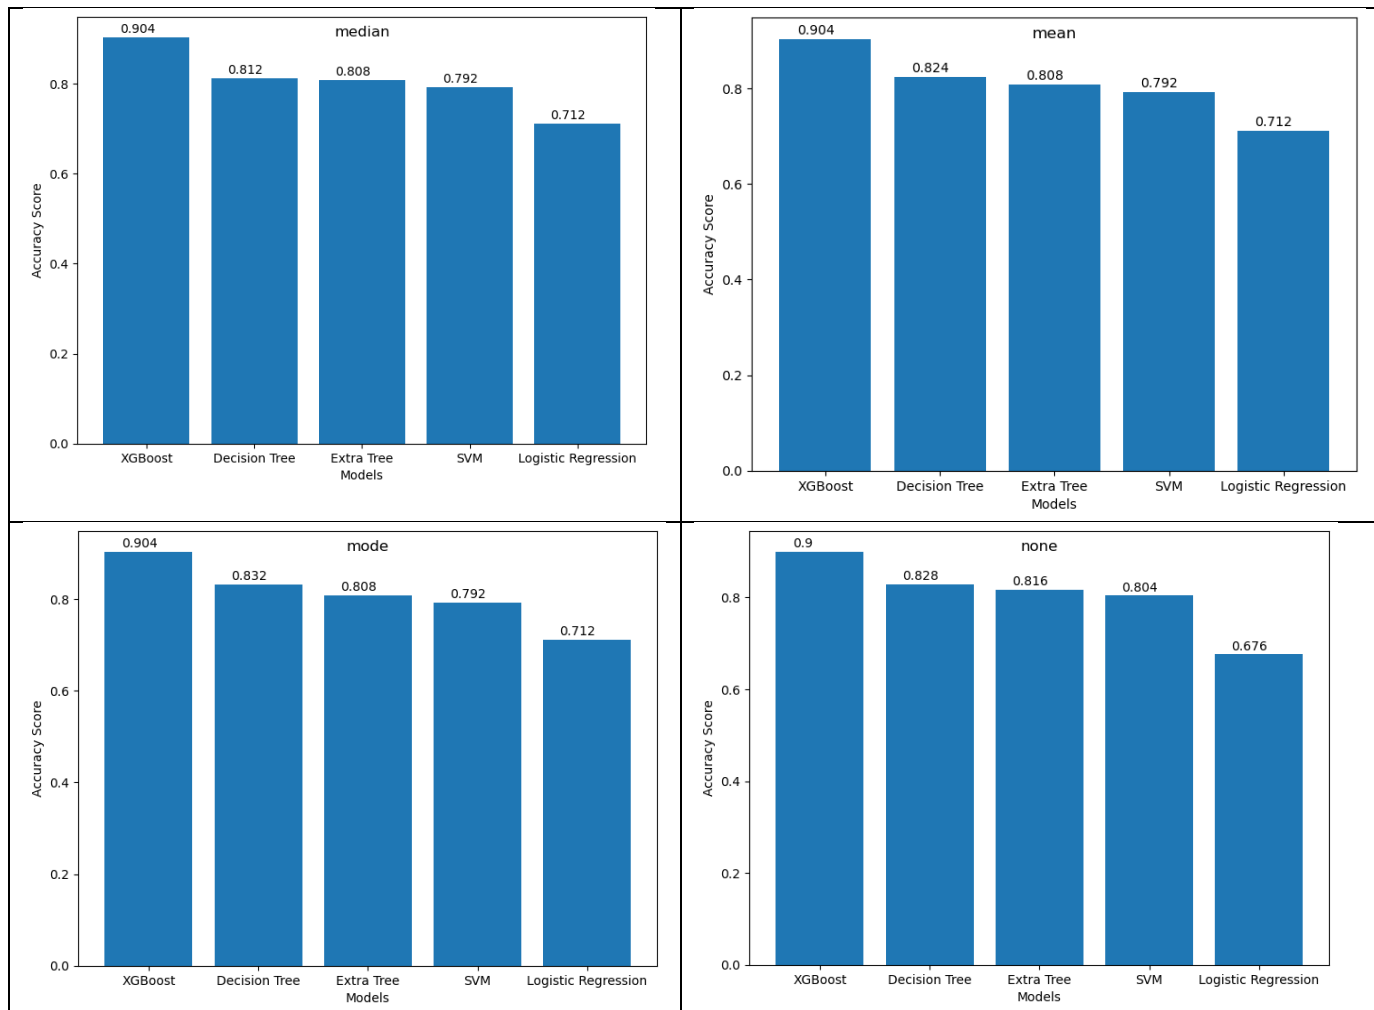 median
0.904
0.812
0.808
0.792
0.712
0.8
0.6
0.4
0.2
0.0
Accuracy Score
XGBoost Decision Tree Extra Tree SVM Logistic Regression
Models
mean
0.904
0.824
0.808
0.792
0.712
0.8
0.6
0.4
0.2
0.0
Accuracy Score
XGBoost Decision Tree Extra Tree SVM Logistic Regression
Models
mode
0.904
0.832
0.808
0.792
0.712
0.8
0.6
0.4
0.2
0.0
Accuracy Score
XGBoost Decision Tree Extra Tree SVM Logistic Regression
Models
none
0.9
0.828
0.816
0.804
0.676
0.8
0.6
0.4
0.2
0.0
Accuracy Score
XGBoost Decision Tree Extra Tree SVM Logistic Regression
Models